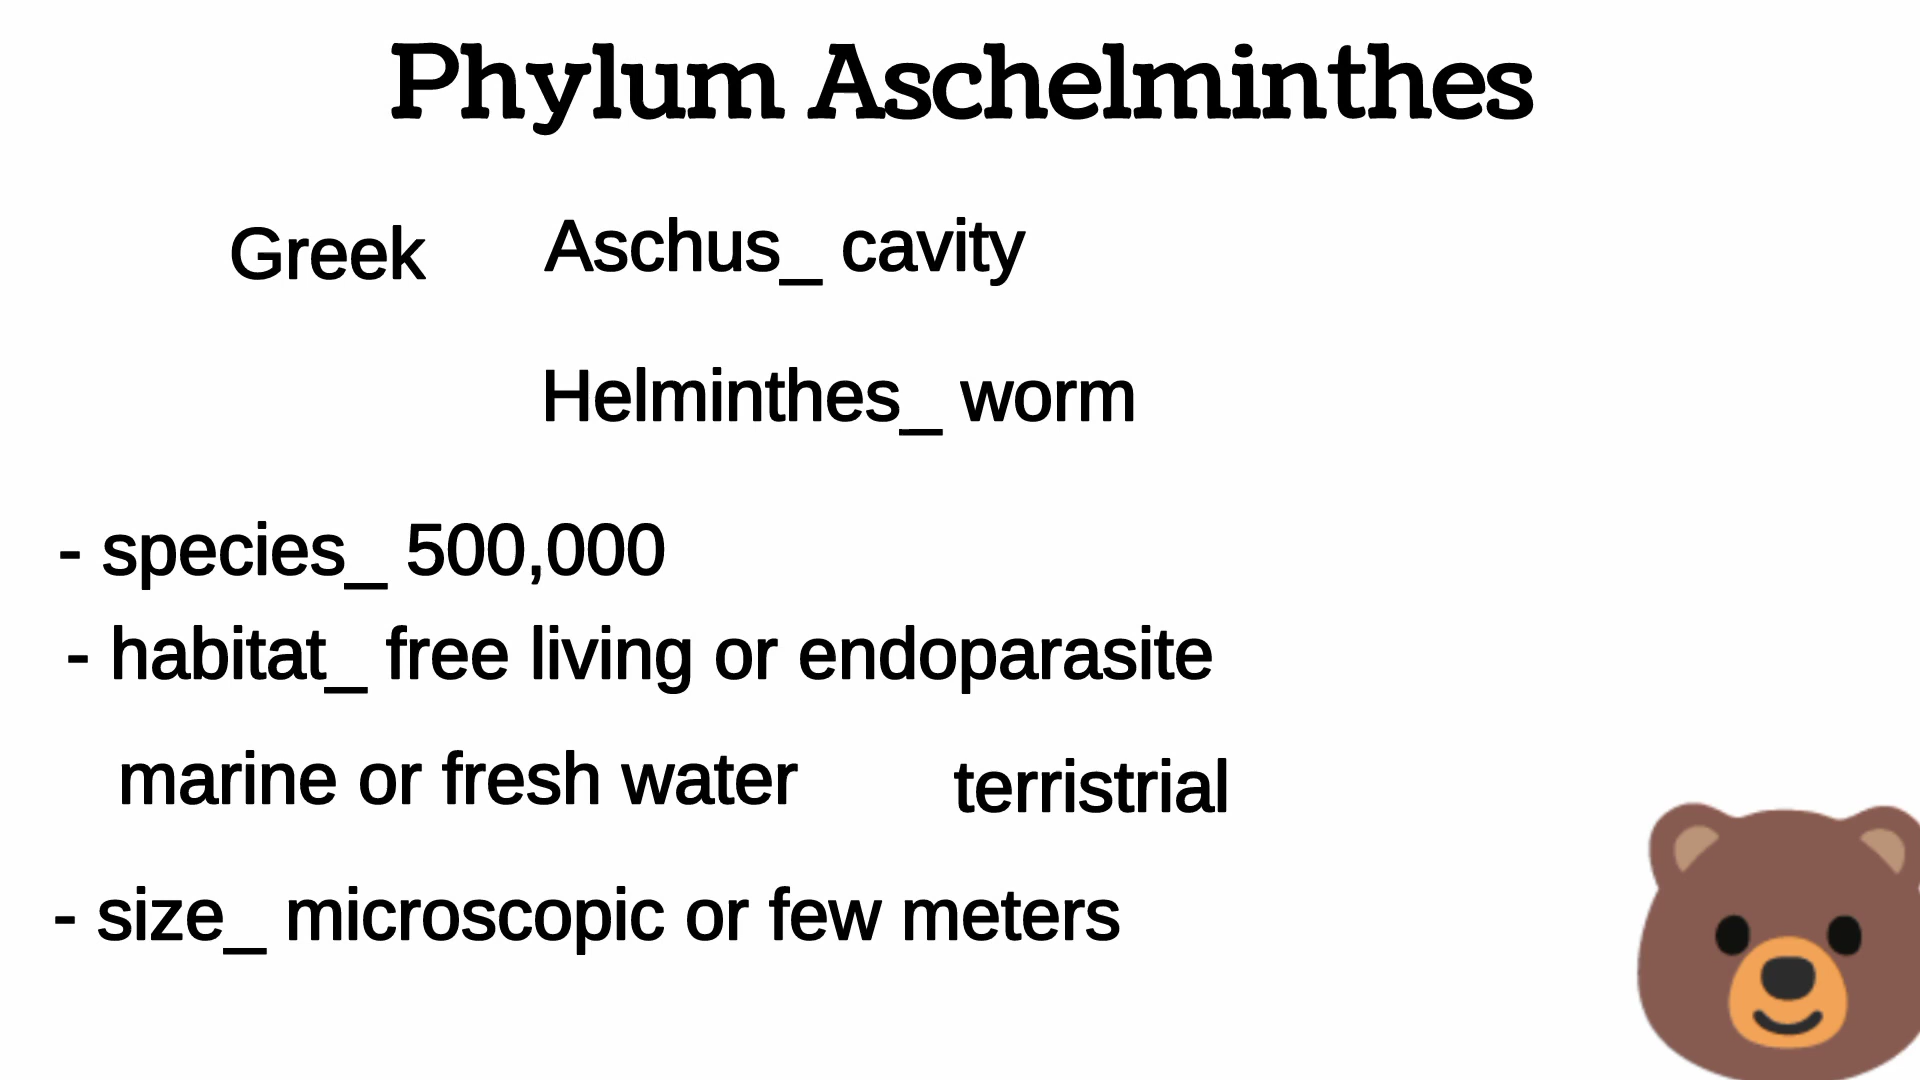 Phylum Aschelminthes
Greek Aschus_ cavity
Helminthes_ worm
- species_ 500,000
- habitat_ free living or endoparasite
marine or fresh water terristrial
- size_ microscopic or few meters